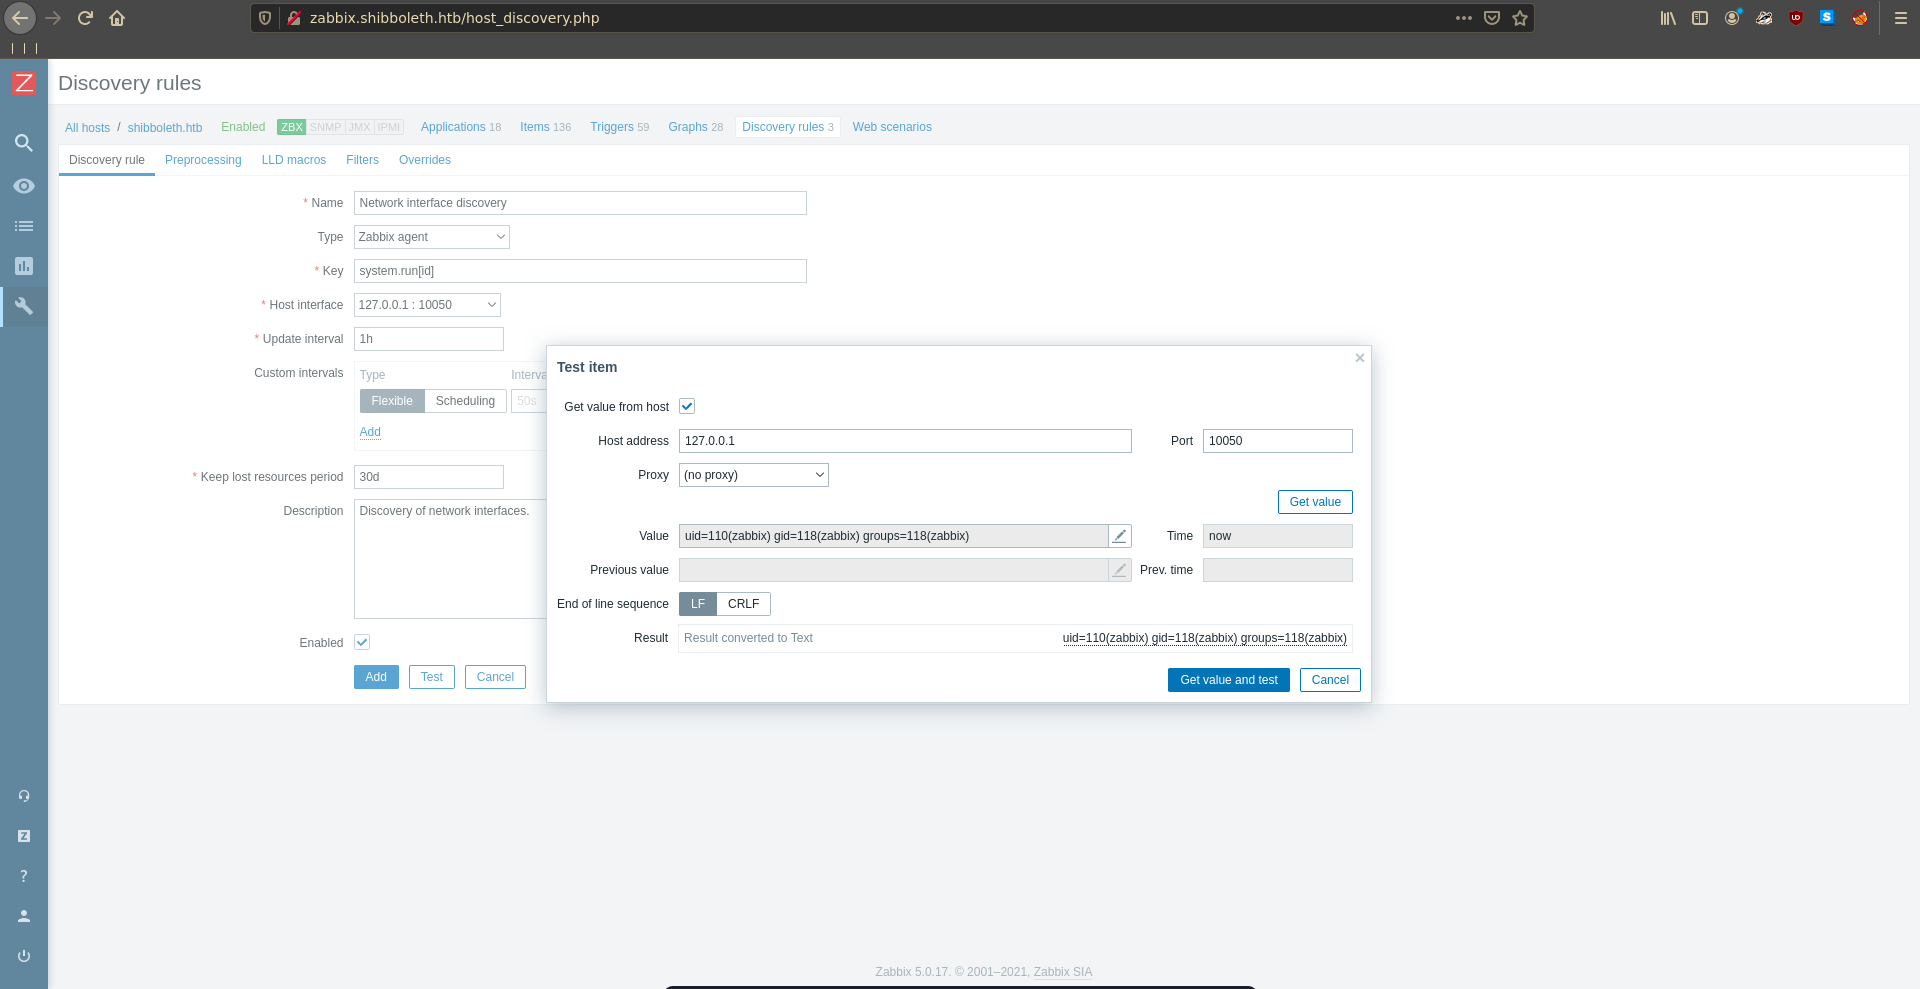 zabbix.shibboleth.htb/host_discovery.php
Z
Discovery rules
All hosts / shibboleth.htb Enabled ZBX SNMP JMX IPMI Applications 18 Items 136 Triggers 59 Graphs 28 Discovery rules 3 Web scenarios
Discovery rule Preprocessing LLD macros Filters Overrides
* Name Network interface discovery
Type Zabbix agent
* Key system.run[id]
* Host interface 127.0.0.1 : 10050
* Update interval 1h
Custom intervals Type Interva
Flexible Scheduling 50s
Add
* Keep lost resources period 30d
Description Discovery of network interfaces.
Enabled
Add Test Cancel
Test item ×
Get value from host
Host address 127.0.0.1 Port 10050
Proxy (no proxy)
Get value
Value uid=110(zabbix) gid=118(zabbix) groups=118(zabbix) Time now
Previous value Prev. time
End of line sequence LF CRLF
Result Result converted to Text uid=110(zabbix) gid=118(zabbix) groups=118(zabbix)
Get value and test Cancel
Z
?
Zabbix 5.0.17. © 2001–2021, Zabbix SIA